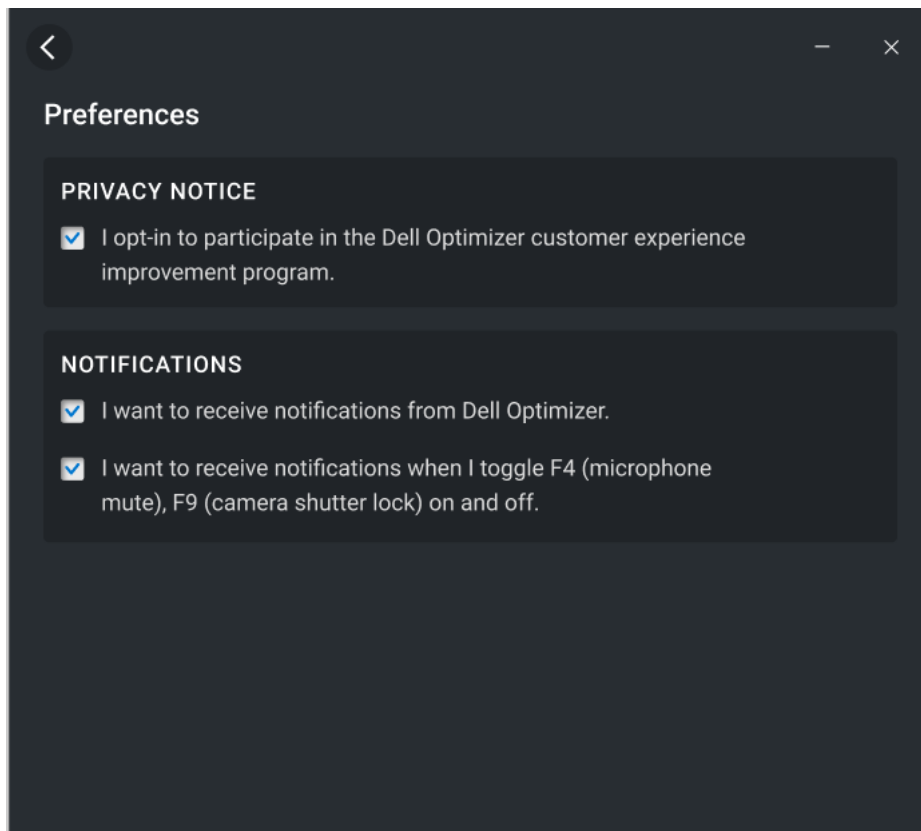 Preferences
PRIVACY NOTICE
I opt-in to participate in the Dell Optimizer customer experience
improvement program.
NOTIFICATIONS
I want to receive notifications from Dell Optimizer.
I want to receive notifications when I toggle F4 (microphone
mute), F9 (camera shutter lock) on and off.